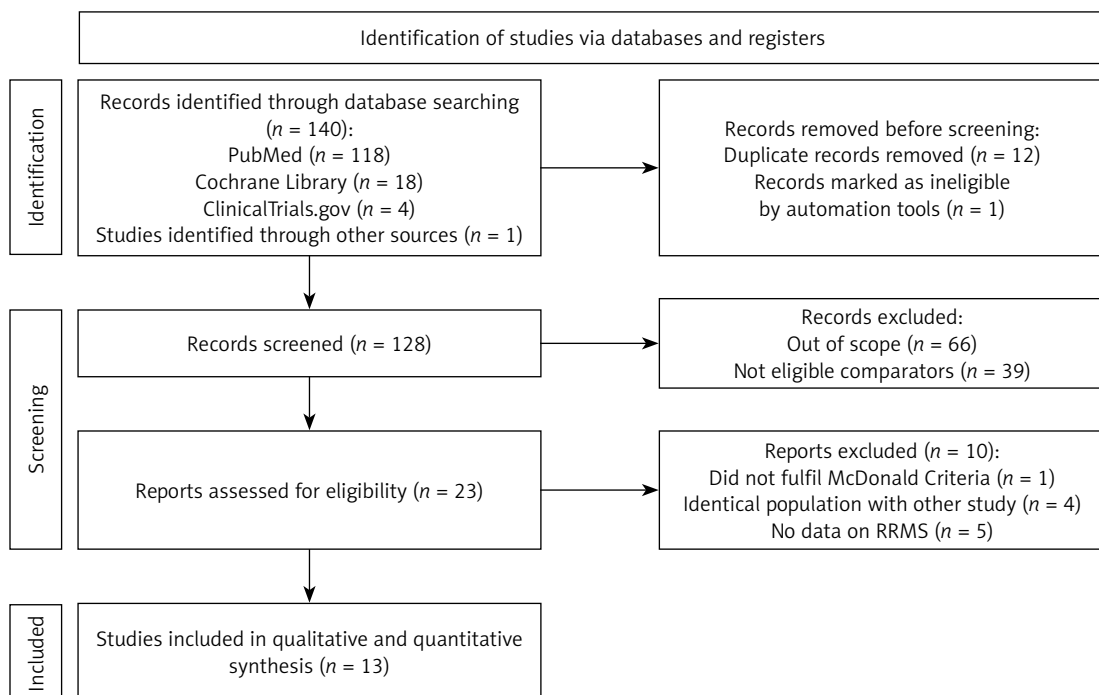 Identification of studies via databases and registers
Identification
Records identified through database searching
(n = 140):
PubMed (n = 118)
Cochrane Library (n = 18)
ClinicalTrials.gov (n = 4)
Studies identified through other sources (n = 1)
Records removed before screening:
Duplicate records removed (n = 12)
Records marked as ineligible
by automation tools (n = 1)
Screening
Records screened (n = 128)
Records excluded:
Out of scope (n = 66)
Not eligible comparators (n = 39)
Reports assessed for eligibility (n = 23)
Reports excluded (n = 10):
Did not fulfil McDonald Criteria (n = 1)
Identical population with other study (n = 4)
No data on RRMS (n = 5)
Included
Studies included in qualitative and quantitative
synthesis (n = 13)